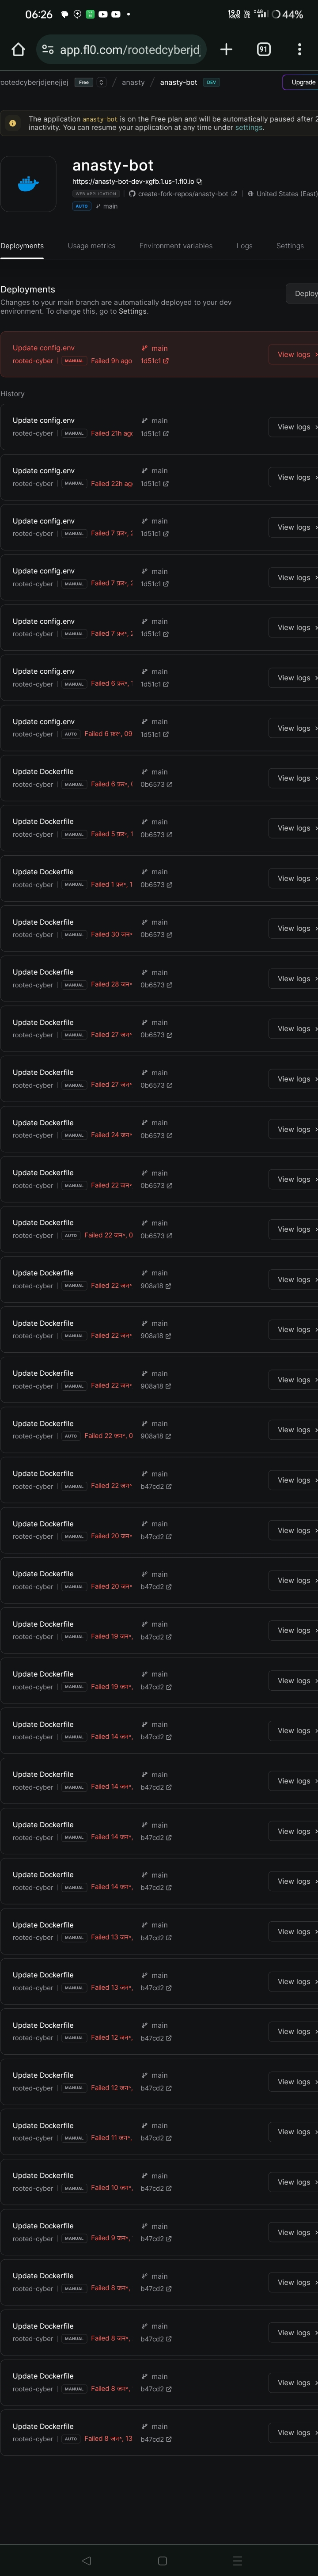 06:26 44%
app.fl0.com/rootedcyberjd 91
ootedcyberjdjenejjej Free / anasty / anasty-bot DEV Upgrade
The application anasty-bot is on the Free plan and will be automatically paused after 2
inactivity. You can resume your application at any time under settings.
anasty-bot
https://anasty-bot-dev-xgfb.1.us-1.fl0.io
WEB APPLICATION create-fork-repos/anasty-bot United States (East)
AUTO main
Deployments Usage metrics Environment variables Logs Settings
Deployments
Deploy
Changes to your main branch are automatically deployed to your dev
environment. To change this, go to Settings.
Update config.env main View logs
rooted-cyber MANUAL Failed 9h ago 1d51c1
History
Update config.env main View logs
rooted-cyber MANUAL Failed 21h ago 1d51c1
Update config.env main View logs
rooted-cyber MANUAL Failed 22h ago 1d51c1
Update config.env main View logs
rooted-cyber MANUAL Failed 7 फ़र॰, 1d51c1
Update config.env main View logs
rooted-cyber MANUAL Failed 7 फ़र॰, 1d51c1
Update config.env main View logs
rooted-cyber MANUAL Failed 7 फ़र॰, 1d51c1
Update config.env main View logs
rooted-cyber MANUAL Failed 6 फ़र॰, 1d51c1
Update config.env main View logs
rooted-cyber AUTO Failed 6 फ़र॰, 09 1d51c1
Update Dockerfile main View logs
rooted-cyber MANUAL Failed 6 फ़र॰, 0b6573
Update Dockerfile main View logs
rooted-cyber MANUAL Failed 5 फ़र॰, 0b6573
Update Dockerfile main View logs
rooted-cyber MANUAL Failed 1 फ़र॰, 0b6573
Update Dockerfile main View logs
rooted-cyber MANUAL Failed 30 जन॰ 0b6573
Update Dockerfile main View logs
rooted-cyber MANUAL Failed 28 जन॰ 0b6573
Update Dockerfile main View logs
rooted-cyber MANUAL Failed 27 जन॰ 0b6573
Update Dockerfile main View logs
rooted-cyber MANUAL Failed 27 जन॰ 0b6573
Update Dockerfile main View logs
rooted-cyber MANUAL Failed 24 जन॰ 0b6573
Update Dockerfile main View logs
rooted-cyber MANUAL Failed 22 जन॰ 0b6573
Update Dockerfile main View logs
rooted-cyber AUTO Failed 22 जन॰, 0 0b6573
Update Dockerfile main View logs
rooted-cyber MANUAL Failed 22 जन॰ 908a18
Update Dockerfile main View logs
rooted-cyber MANUAL Failed 22 जन॰ 908a18
Update Dockerfile main View logs
rooted-cyber MANUAL Failed 22 जन॰ 908a18
Update Dockerfile main View logs
rooted-cyber AUTO Failed 22 जन॰, 0 908a18
Update Dockerfile main View logs
rooted-cyber MANUAL Failed 22 जन॰ b47cd2
Update Dockerfile main View logs
rooted-cyber MANUAL Failed 20 जन॰ b47cd2
Update Dockerfile main View logs
rooted-cyber MANUAL Failed 20 जन॰ b47cd2
Update Dockerfile main View logs
rooted-cyber MANUAL Failed 19 जन॰, b47cd2
Update Dockerfile main View logs
rooted-cyber MANUAL Failed 19 जन॰, b47cd2
Update Dockerfile main View logs
rooted-cyber MANUAL Failed 14 जन॰, b47cd2
Update Dockerfile main View logs
rooted-cyber MANUAL Failed 14 जन॰, b47cd2
Update Dockerfile main View logs
rooted-cyber MANUAL Failed 14 जन॰, b47cd2
Update Dockerfile main View logs
rooted-cyber MANUAL Failed 14 जन॰, b47cd2
Update Dockerfile main View logs
rooted-cyber MANUAL Failed 13 जन॰, b47cd2
Update Dockerfile main View logs
rooted-cyber MANUAL Failed 13 जन॰, b47cd2
Update Dockerfile main View logs
rooted-cyber MANUAL Failed 12 जन॰, b47cd2
Update Dockerfile main View logs
rooted-cyber MANUAL Failed 12 जन॰, b47cd2
Update Dockerfile main View logs
rooted-cyber MANUAL Failed 11 जन॰, b47cd2
Update Dockerfile main View logs
rooted-cyber MANUAL Failed 10 जन॰, b47cd2
Update Dockerfile main View logs
rooted-cyber MANUAL Failed 9 जन॰, b47cd2
Update Dockerfile main View logs
rooted-cyber MANUAL Failed 8 जन॰, b47cd2
Update Dockerfile main View logs
rooted-cyber MANUAL Failed 8 जन॰, b47cd2
Update Dockerfile main View logs
rooted-cyber MANUAL Failed 8 जन॰, b47cd2
Update Dockerfile main View logs
rooted-cyber AUTO Failed 8 जन॰, 13 b47cd2